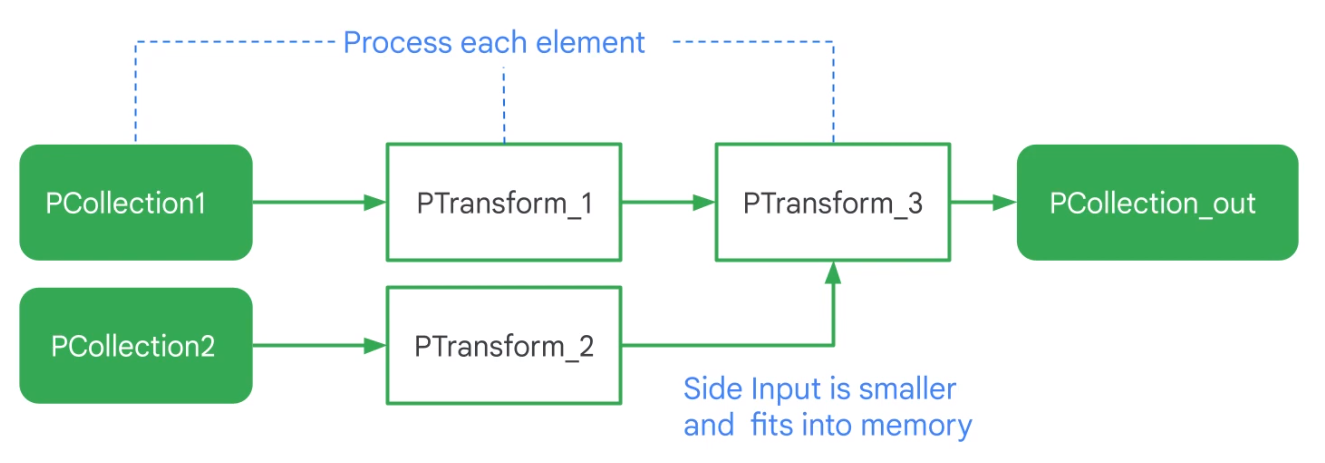 Process each element
PCollection1
PTransform_1
PTransform_3
PCollection_out
PCollection2
PTransform_2
Side Input is smaller
and fits into memory